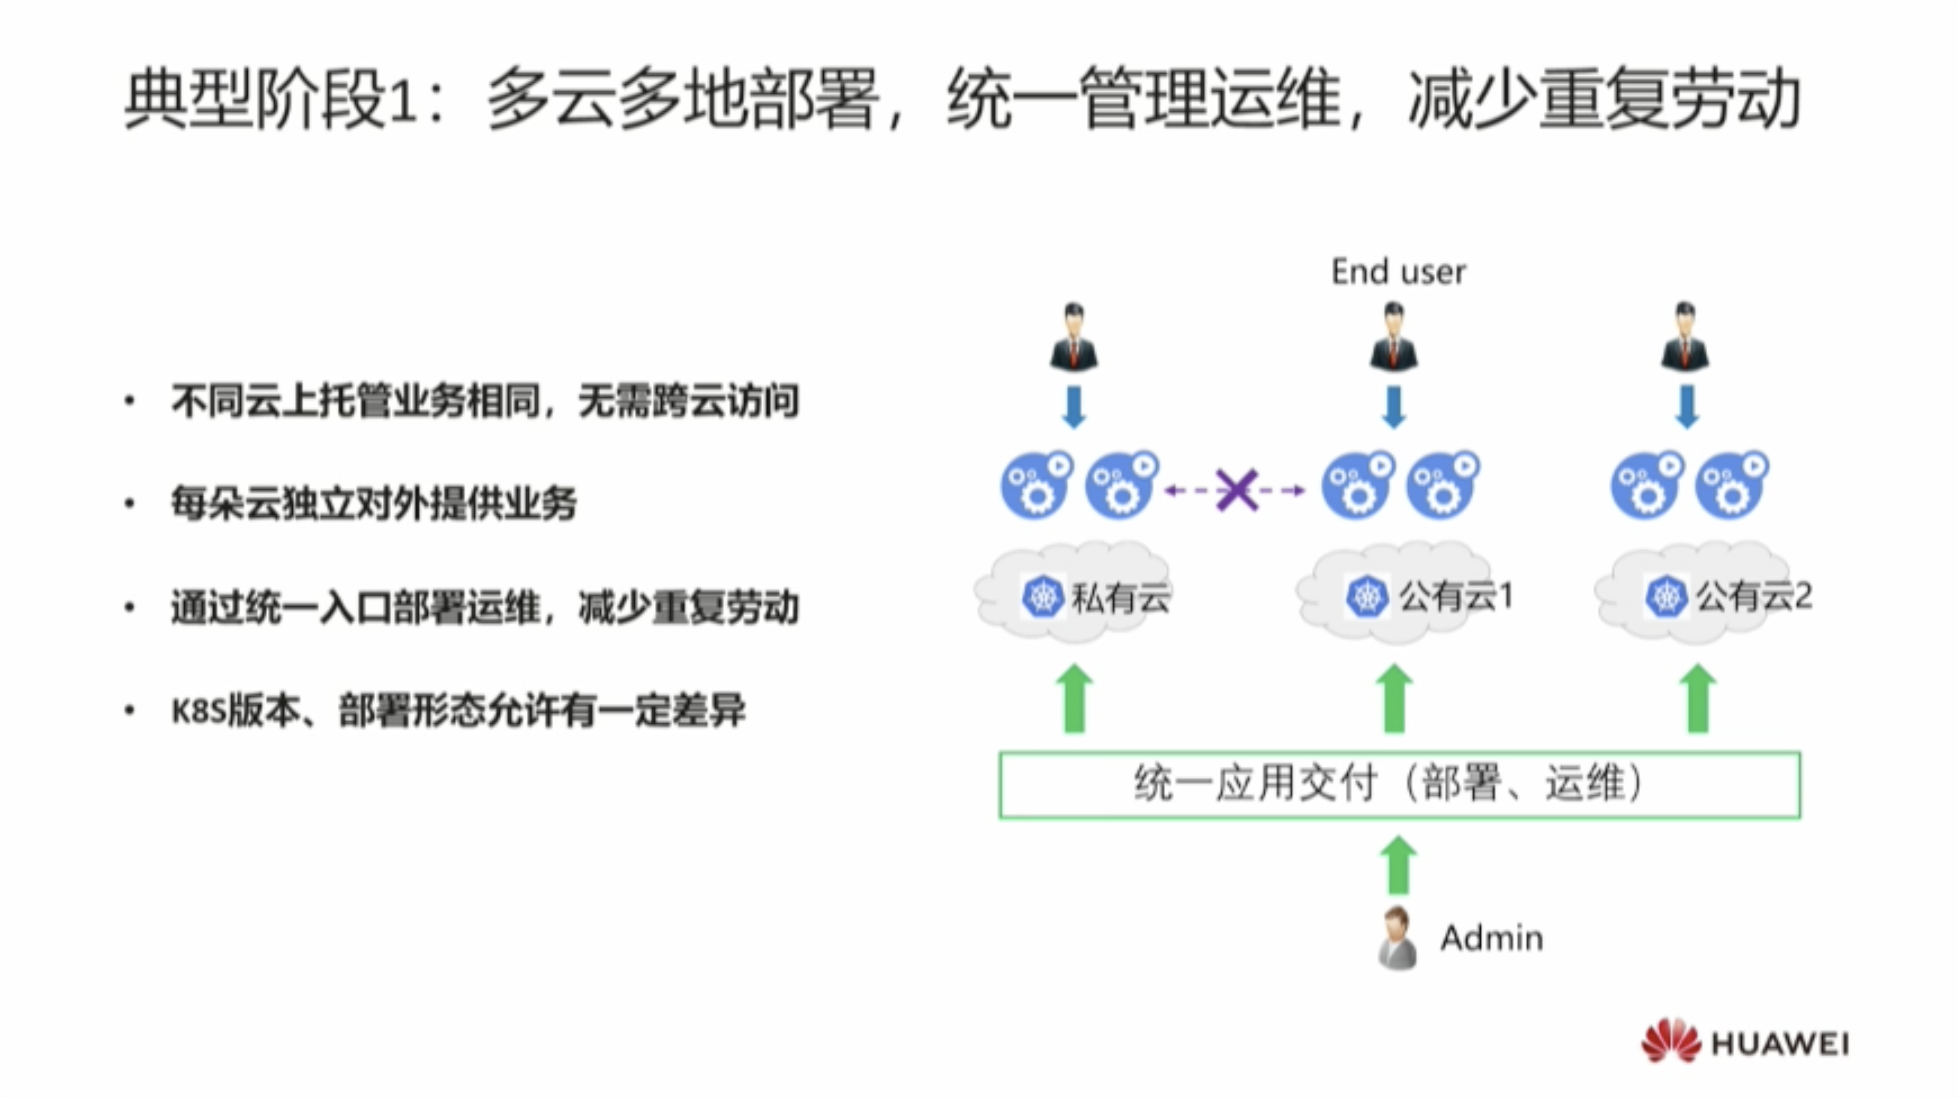 典型阶段1：多云多地部署，统一管理运维，减少重复劳动
• 不同云上托管业务相同，无需跨云访问
• 每朵云独立对外提供业务
• 通过统一入口部署运维，减少重复劳动
• K8S版本、部署形态允许有一定差异
End user
私有云
公有云1
公有云2
统一应用交付（部署、运维）
Admin
HUAWEI